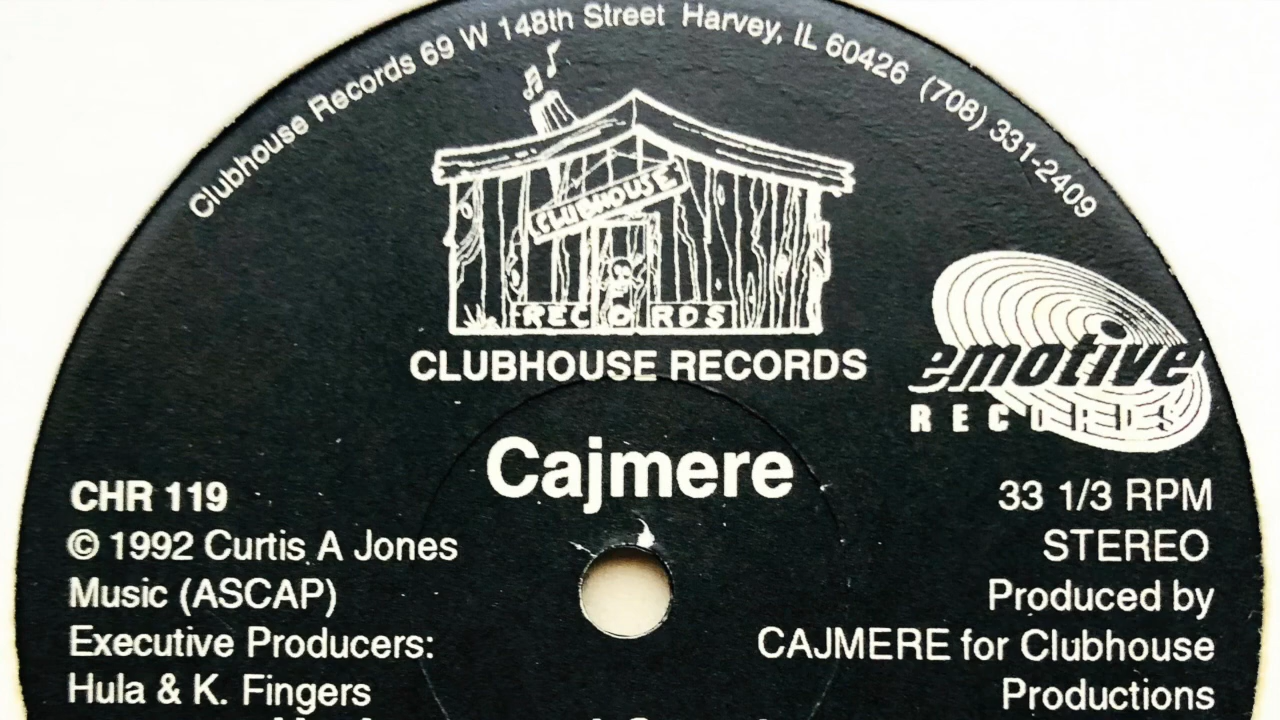 Clubhouse Records 69 W 148th Street Harvey, IL 60426 (708) 331-2409
CLUBHOUSE
RECORDS
CLUBHOUSE RECORDS
emotive
RECORDS
Cajmere
CHR 119
© 1992 Curtis A Jones
Music (ASCAP)
Executive Producers:
Hula & K. Fingers
33 1/3 RPM
STEREO
Produced by
CAJMERE for Clubhouse
Productions